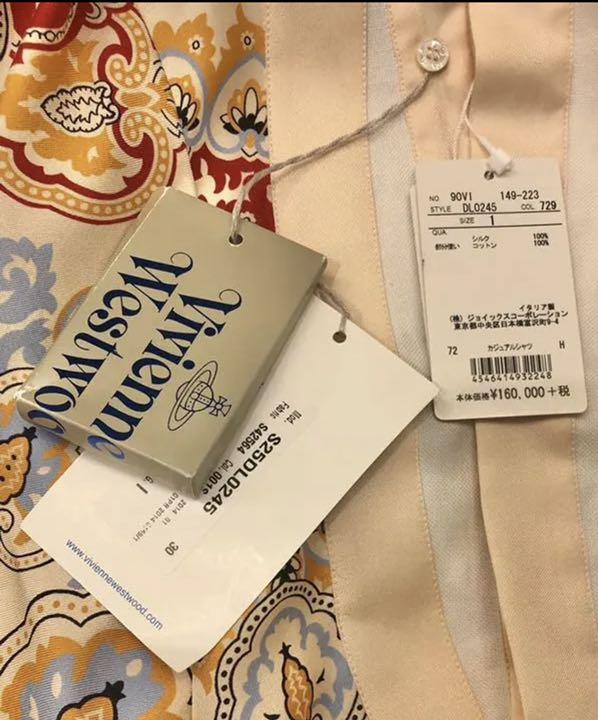 Vivienne
Westwoo
NO. 90VI 149-223
STYLE DL0245 COL. 729
SIZE 1
QUA
シルク 100%
部分使い コットン 100%
イタリア製
(株)ジョイックスコーポレーション
東京都中央区日本橋富沢町9-4
72 カジュアルシャツ H
4546414932248
本体価格¥160,000+税
Mod. S25DL0245
Fab nr. S42564 Col. 001S
30
www.viviennewestwood.com